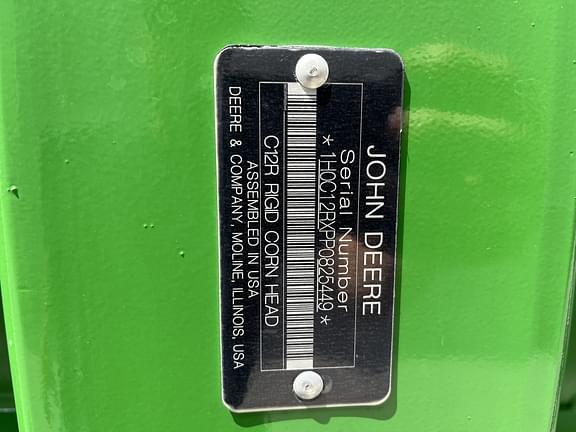 JOHN DEERE
Serial Number
* 1H0C12RXPP0825449 *
C12R RIGID CORN HEAD
ASSEMBLED IN USA
DEERE & COMPANY, MOLINE, ILLINOIS, USA